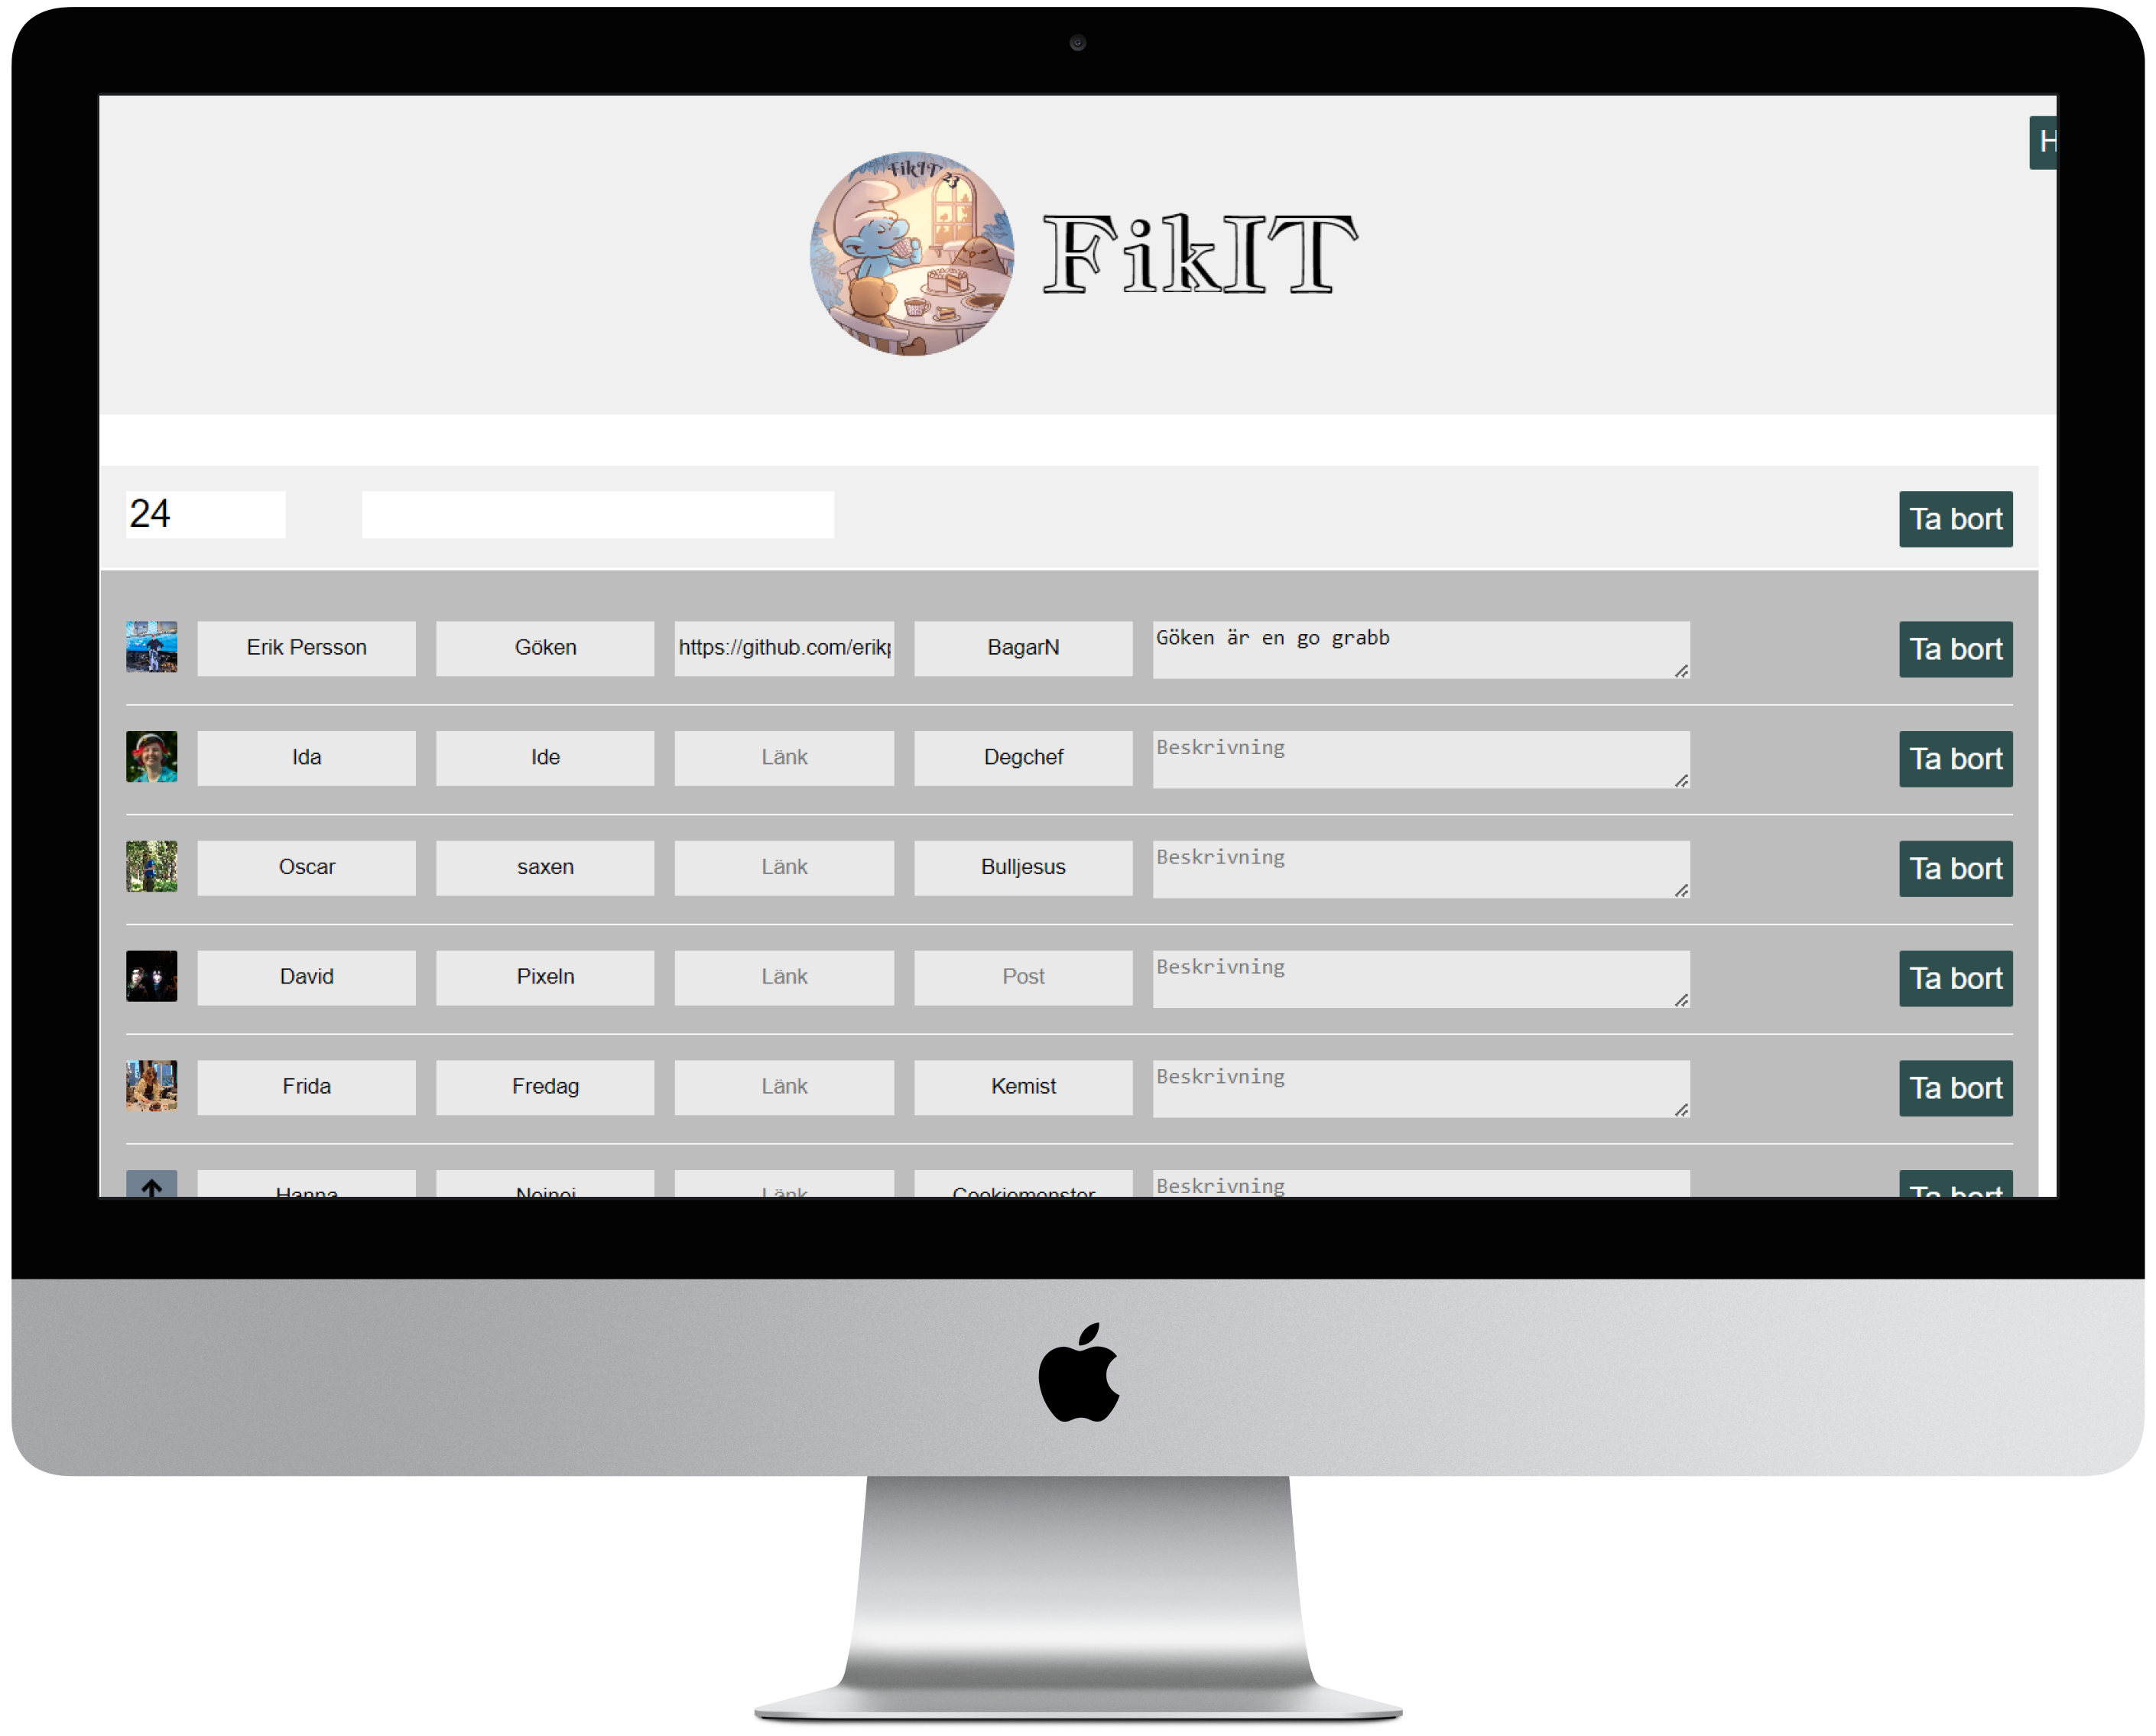 H
FikIT
23
FikIT
24
Ta bort
Erik Persson Göken https://github.com/erik BagarN Göken är en go grabb Ta bort
Ida Ide Länk Degchef Beskrivning Ta bort
Oscar saxen Länk Bulljesus Beskrivning Ta bort
David Pixeln Länk Post Beskrivning Ta bort
Frida Fredag Länk Kemist Beskrivning Ta bort
Hanna Länk Cookiemonster Beskrivning Ta bort